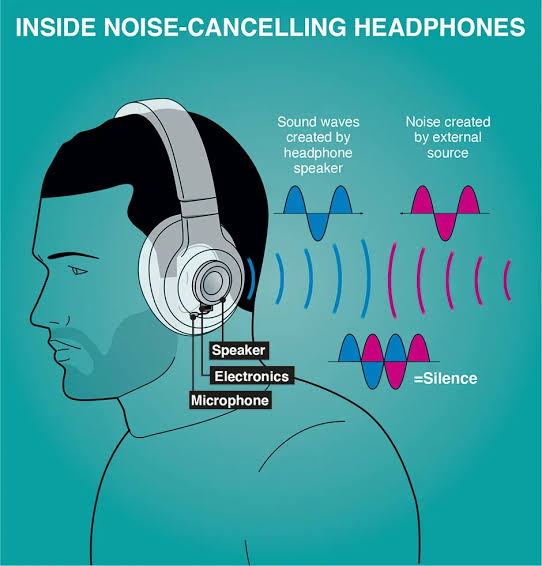 INSIDE NOISE-CANCELLING HEADPHONES
Sound waves
created by
headphone
speaker
Noise created
by external
source
Speaker
Electronics
Microphone
=Silence